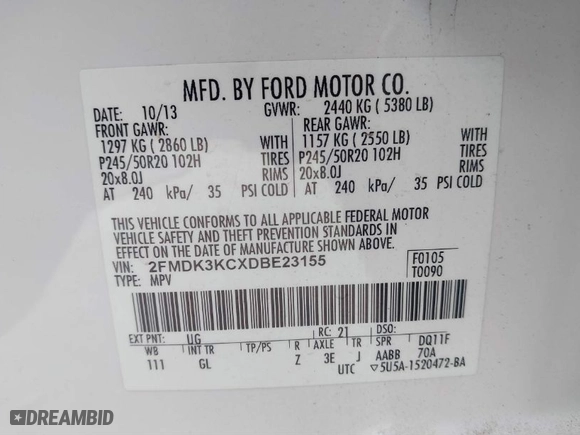 MFD. BY FORD MOTOR CO.
DATE: 10/13 GVWR: 2440 KG ( 5380 LB)
FRONT GAWR: REAR GAWR:
1297 KG ( 2860 LB) WITH 1157 KG ( 2550 LB) WITH
P245/50R20 102H TIRES P245/50R20 102H TIRES
20x8.0J RIMS 20x8.0J RIMS
AT 240 kPa/ 35 PSI COLD AT 240 kPa/ 35 PSI COLD
THIS VEHICLE CONFORMS TO ALL APPLICABLE FEDERAL MOTOR
VEHICLE SAFETY AND THEFT PREVENTION STANDARDS IN
EFFECT ON THE DATE OF MANUFACTURE SHOWN ABOVE.
VIN: 2FMDK3KCXDBE23155 F0105
TYPE: MPV T0090
EXT PNT: UG RC: 21 DSO:
WB INT TR TP/PS R AXLE TR SPR DQ11F
111 GL Z 3E J AABB 70A
UTC ▽5U5A-1520472-BA
DREAMBID